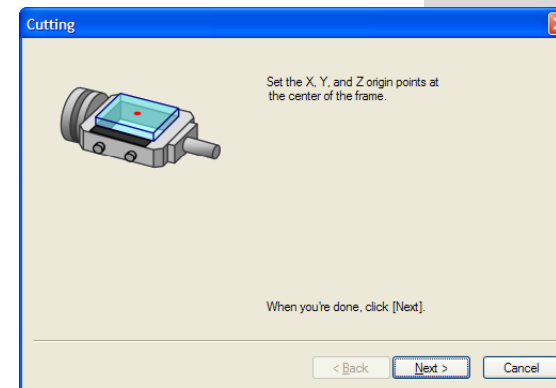 Cutting
Set the X, Y, and Z origin points at
the center of the frame.
When you're done, click [Next].
< Back
Next >
Cancel